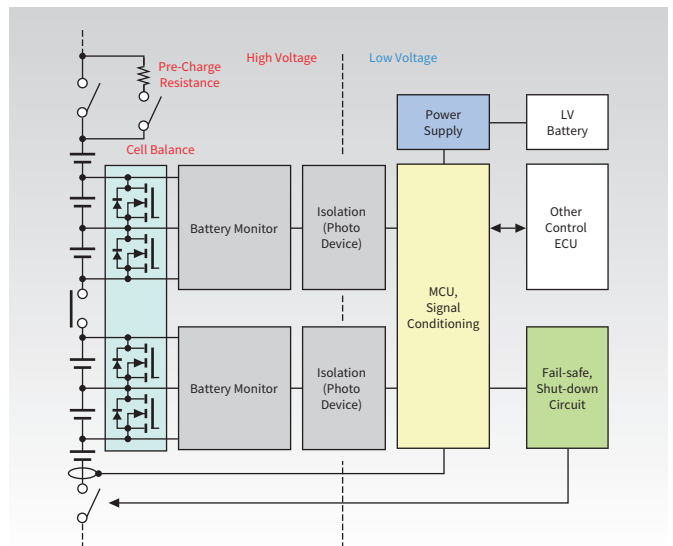 Pre-Charge
Resistance
High Voltage
Low Voltage
Power
Supply
LV
Battery
Cell Balance
Battery Monitor
Isolation
(Photo
Device)
Other
Control
ECU
MCU,
Signal
Conditioning
Battery Monitor
Isolation
(Photo
Device)
Fail-safe,
Shut-down
Circuit